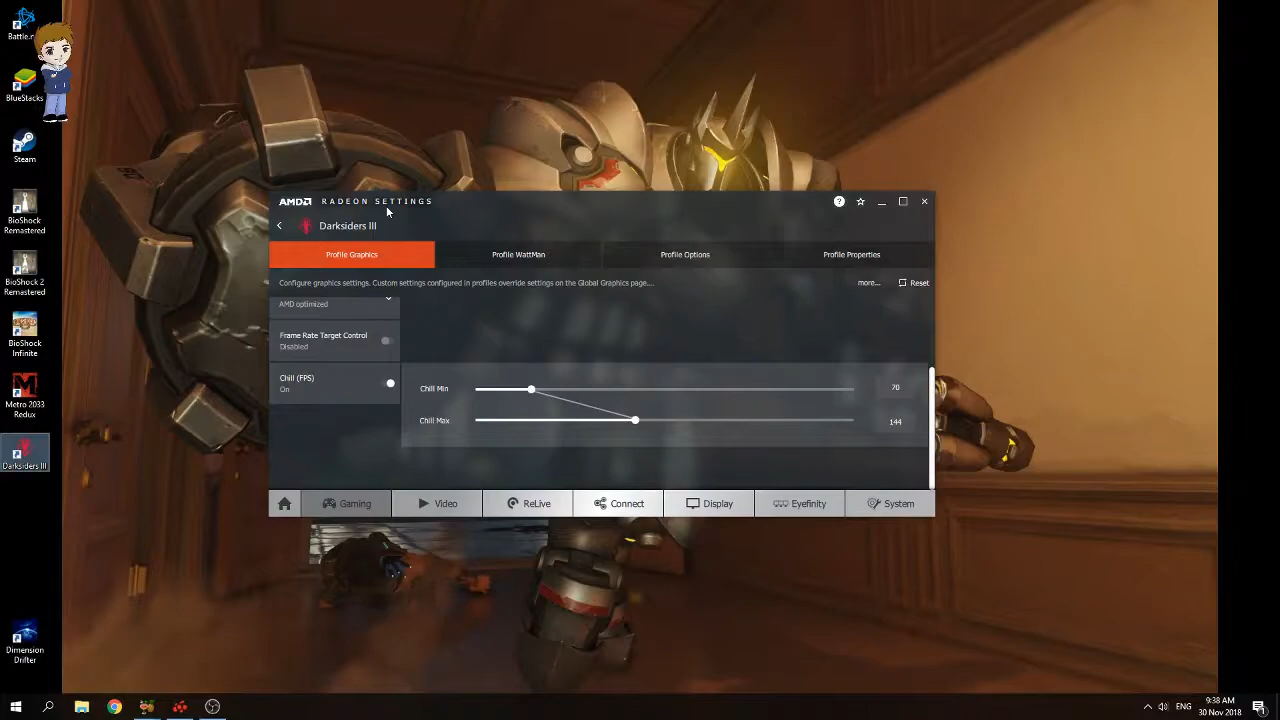 Battle.n
BlueStacks
Steam
BioShock
Remastered
BioShock 2
Remastered
BioShock
Infinite
Metro 2033
Redux
Darksiders III
Dimension
Drifter
AMD RADEON SETTINGS
Darksiders III
Profile Graphics
Profile WattMan
Profile Options
Profile Properties
Configure graphics settings. Custom settings configured in profiles override settings on the Global Graphics page....
more...
Reset
AMD optimized
Frame Rate Target Control
Disabled
Chill (FPS)
On
Chill Min 70
Chill Max 144
Gaming
Video
ReLive
Connect
Display
Eyefinity
System
ENG
9:38 AM
30 Nov 2018